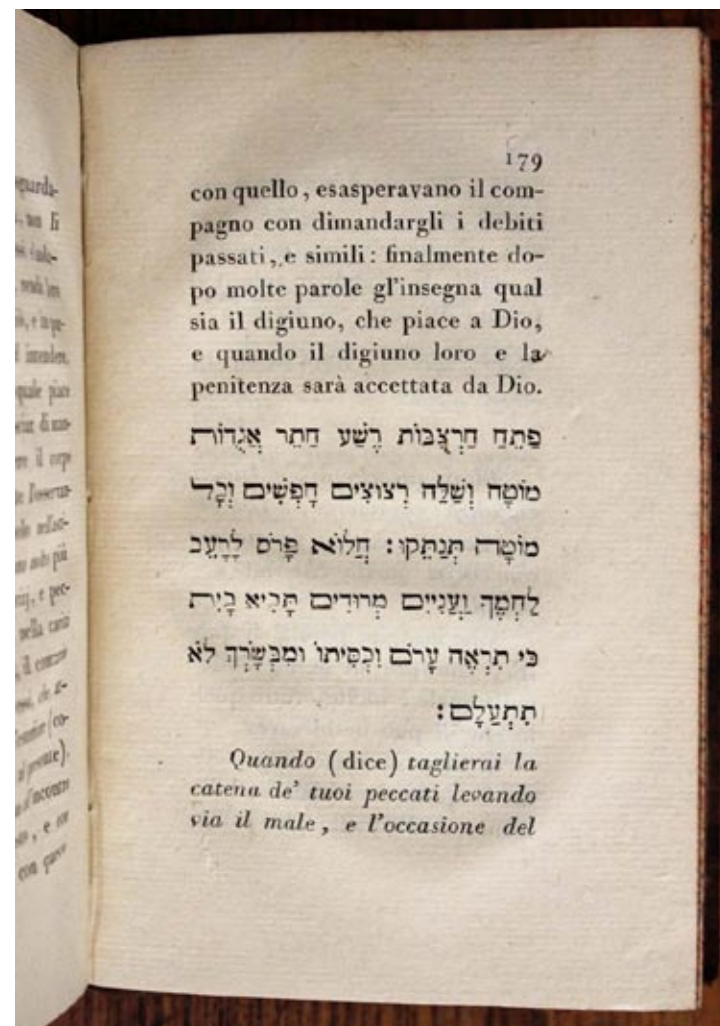 179
con quello, esasperavano il com-
pagno con dimandargli i debiti
passati, e simili: finalmente do-
po molte parole gl'insegna qual
sia il digiuno, che piace a Dio,
e quando il digiuno loro e la
penitenza sarà accettata da Dio.
פַתֵחַ חַרְצֻבּוֹת רֶשַׁע הַתֵר אֲגֻדּוֹת
מוֹטָה וְשַׁלַּח רְצוּצִים חָפְשִׁים וְכָל
מוֹטָה תְּנַתֵּקוּ: הֲלוֹא פָרֹס לָרָעֵב
לַחְמֶךָ וַעֲנִיִּים מְרוּדִים תָּבִיא בָיִת
כִּי תִרְאֶה עָרֹם וְכִסִּיתוֹ וּמִבְּשָׂרְךָ לֹא
תִתְעַלָּם:
Quando (dice) taglierai la
catena de' tuoi peccati levando
via il male, e l'occasione del